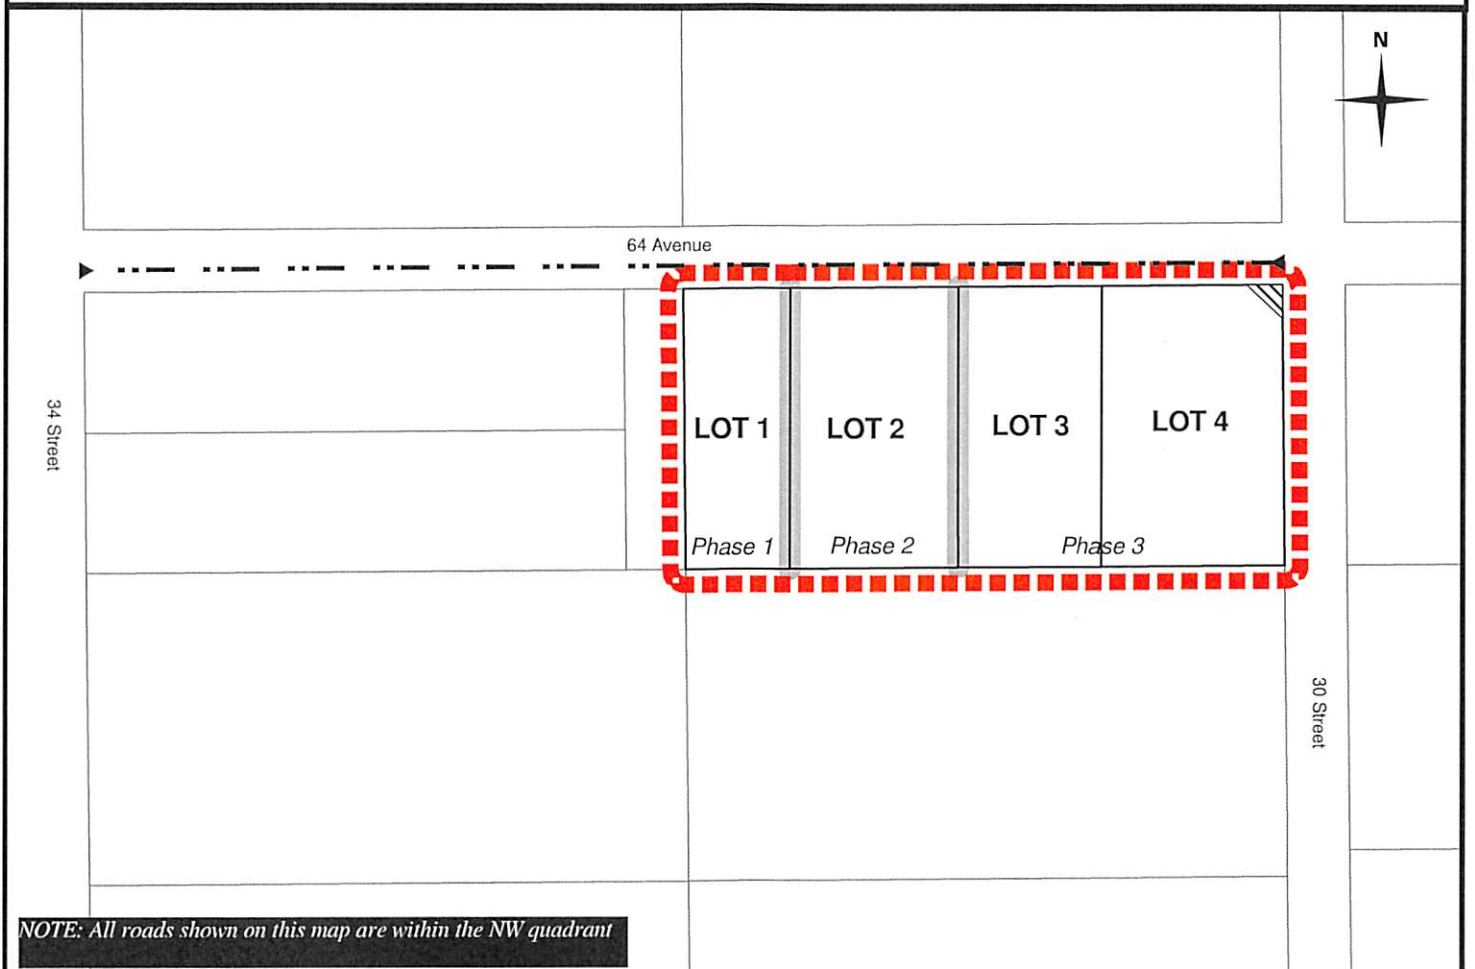 N
64 Avenue
34 Street
LOT 1
LOT 2
LOT 3
LOT 4
Phase 1
Phase 2
Phase 3
30 Street
NOTE: All roads shown on this map are within the NW quadrant